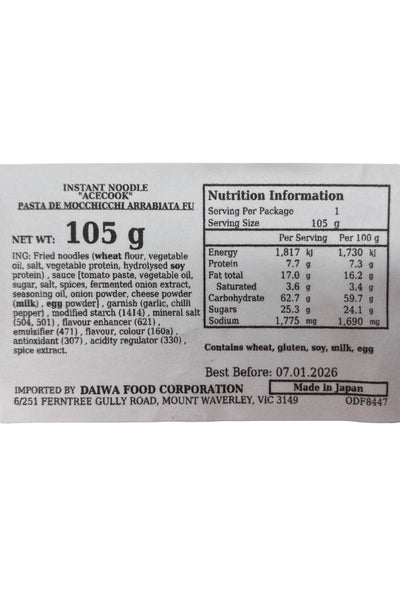 INSTANT NOODLE
"ACECOOK"
PASTA DE MOCCHICCHI ARRABIATA FU
NET WT: 105 g
ING: Fried noodles (wheat flour, vegetable
oil, salt, vegetable protein, hydrolysed soy
protein) , sauce [tomato paste, vegetable oil,
sugar, salt, spices, fermented onion extract,
seasoning oil, onion powder, cheese powder
(milk) , egg powder] , garnish (garlic, chilli
pepper) , modified starch (1414) , mineral salt
(504, 501) , flavour enhancer (621) ,
emulsifier (471) , flavour, colour (160a) ,
antioxidant (307) , acidity regulator (330) ,
spice extract.
Nutrition Information
Serving Per Package 1
Serving Size 105 g
Per Serving Per 100 g
Energy 1,817 kj 1,730 kj
Protein 7.7 g 7.3 g
Fat total 17.0 g 16.2 g
Saturated 3.6 g 3.4 g
Carbohydrate 62.7 g 59.7 g
Sugars 25.3 g 24.1 g
Sodium 1,775 mg 1,690 mg
Contains wheat, gluten, soy, milk, egg
Best Before: 07.01.2026
IMPORTED BY DAIWA FOOD CORPORATION
Made in Japan
6/251 FERNTREE GULLY ROAD, MOUNT WAVERLEY, VIC 3149
ODF8447